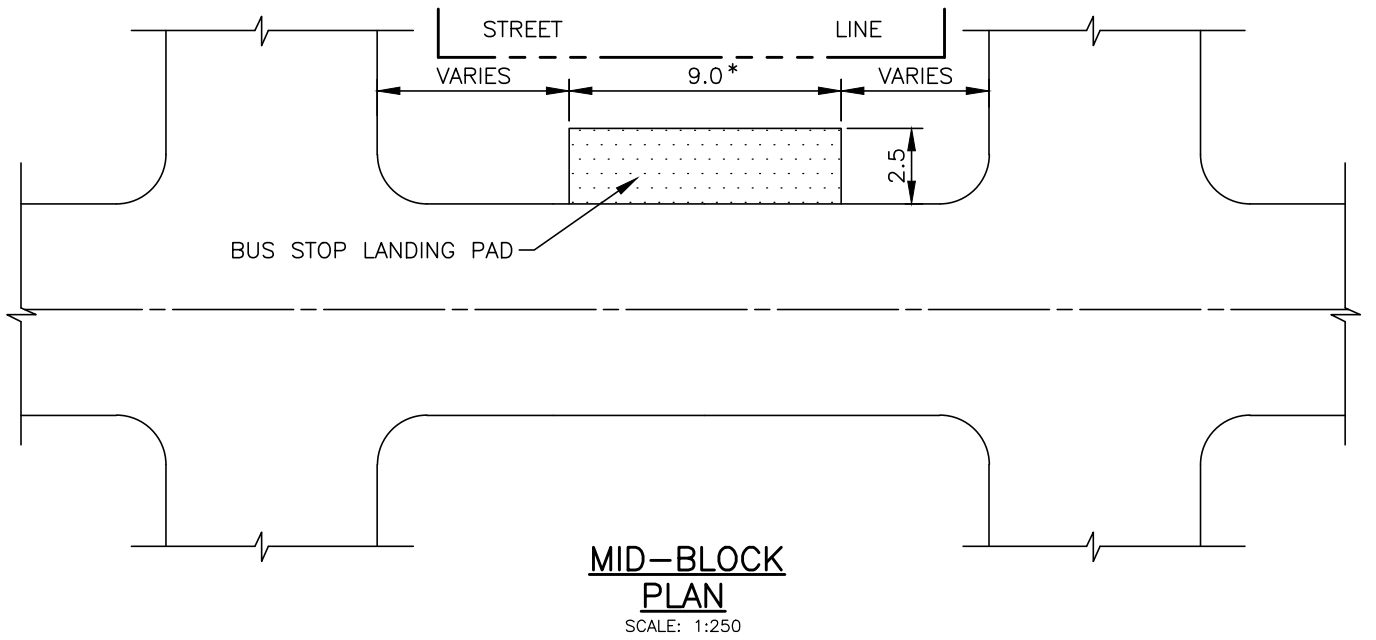 STREET LINE
VARIES 9.0* VARIES
2.5
BUS STOP LANDING PAD
MID-BLOCK
PLAN
SCALE: 1:250